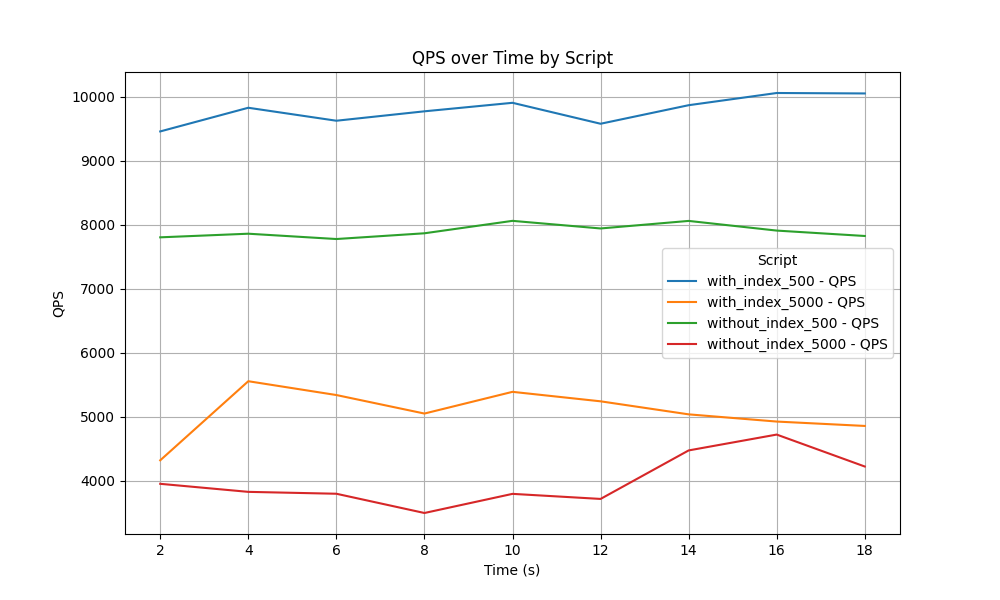 QPS over Time by Script
10000
9000
8000
7000
6000
5000
4000
QPS
Script
with_index_500 - QPS
with_index_5000 - QPS
without_index_500 - QPS
without_index_5000 - QPS
2 4 6 8 10 12 14 16 18
Time (s)